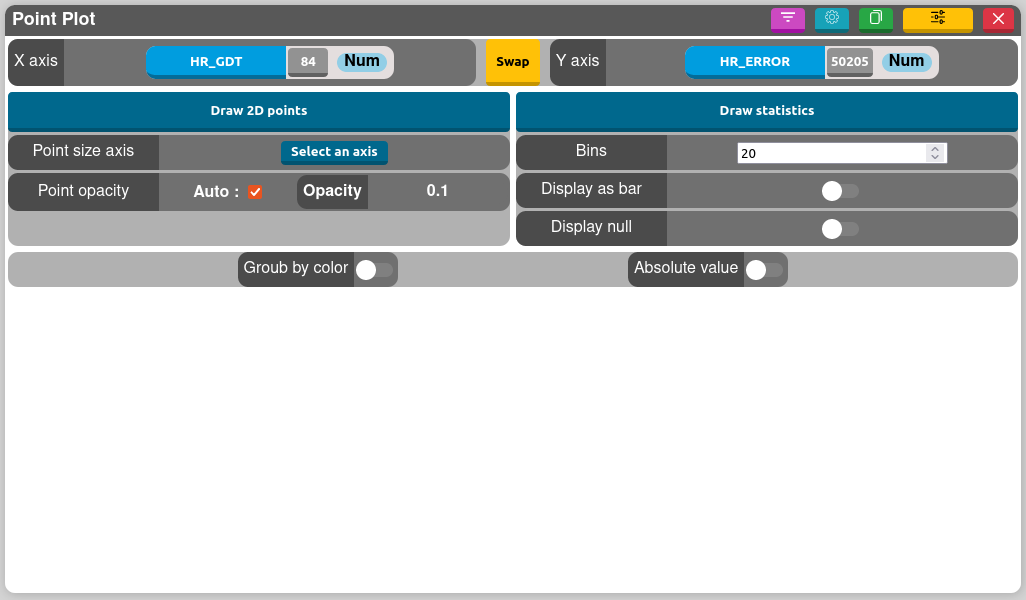 Point Plot
X axis HR_GDT 84 Num Swap Y axis HR_ERROR 50205 Num
Draw 2D points Draw statistics
Point size axis Select an axis Bins 20
Point opacity Auto : Opacity 0.1 Display as bar
Display null
Groub by color Absolute value